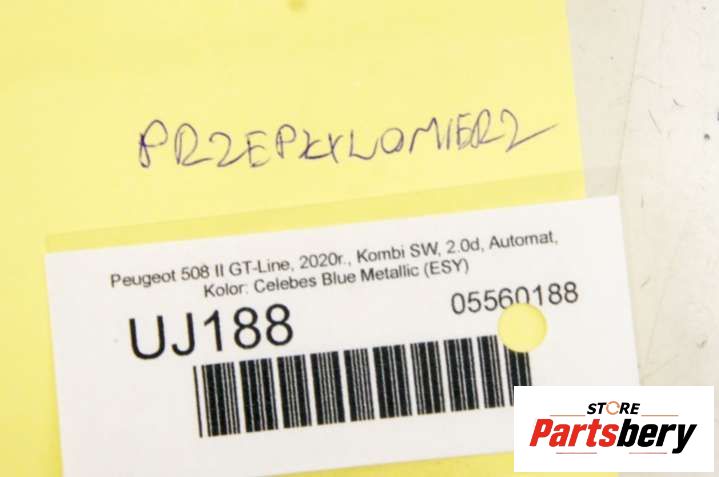 PRZEPŁYWOMIERZ
Peugeot 508 II GT-Line, 2020r., Kombi SW, 2.0d, Automat,
Kolor: Celebes Blue Metallic (ESY)
UJ188
05560188
STORE
Partsbery